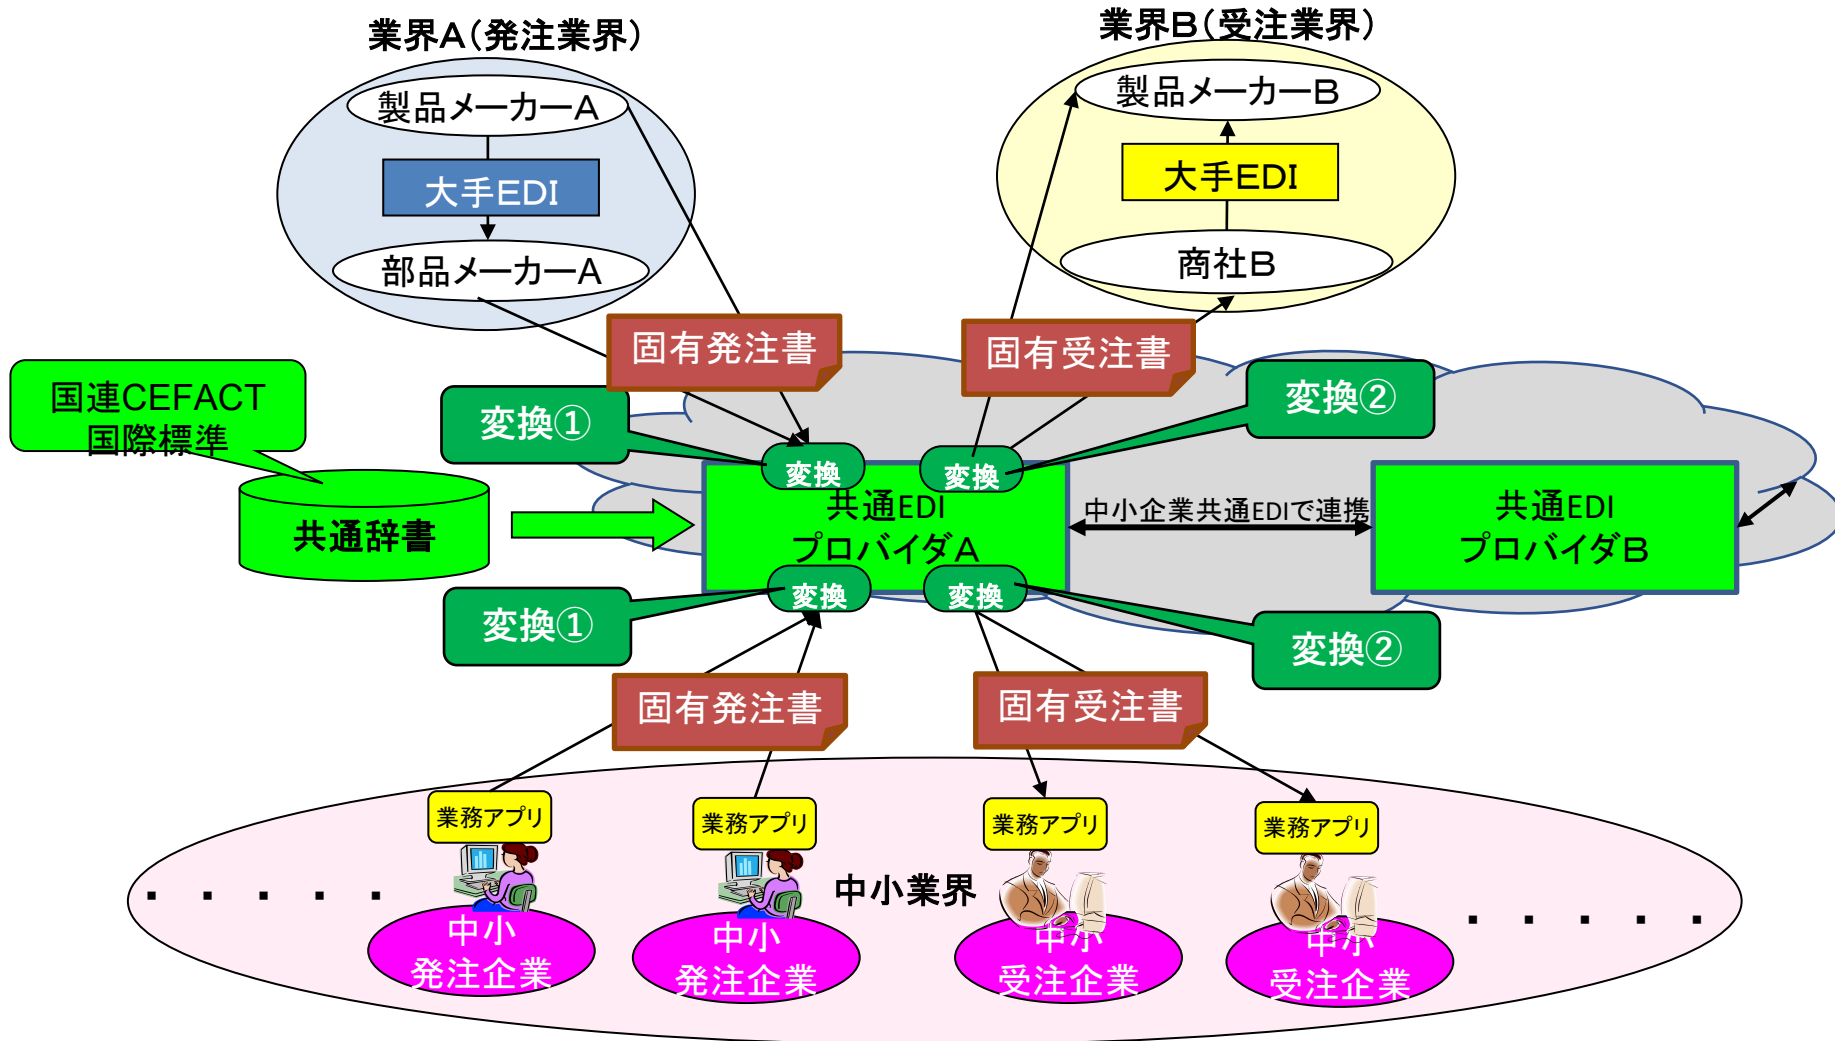 業界A(発注業界)
業界B(受注業界)
製品メーカーA
大手EDI
部品メーカーA
製品メーカーB
大手EDI
商社B
固有発注書
固有受注書
国連CEFACT
国際標準
変換①
変換②
変換
変換
共通辞書
共通EDI
プロバイダA
中小企業共通EDIで連携
共通EDI
プロバイダB
変換
変換
変換①
変換②
固有発注書
固有受注書
業務アプリ
業務アプリ
業務アプリ
業務アプリ
・・・・・
中小業界
・・・・・
中小
発注企業
中小
発注企業
中小
受注企業
中小
受注企業